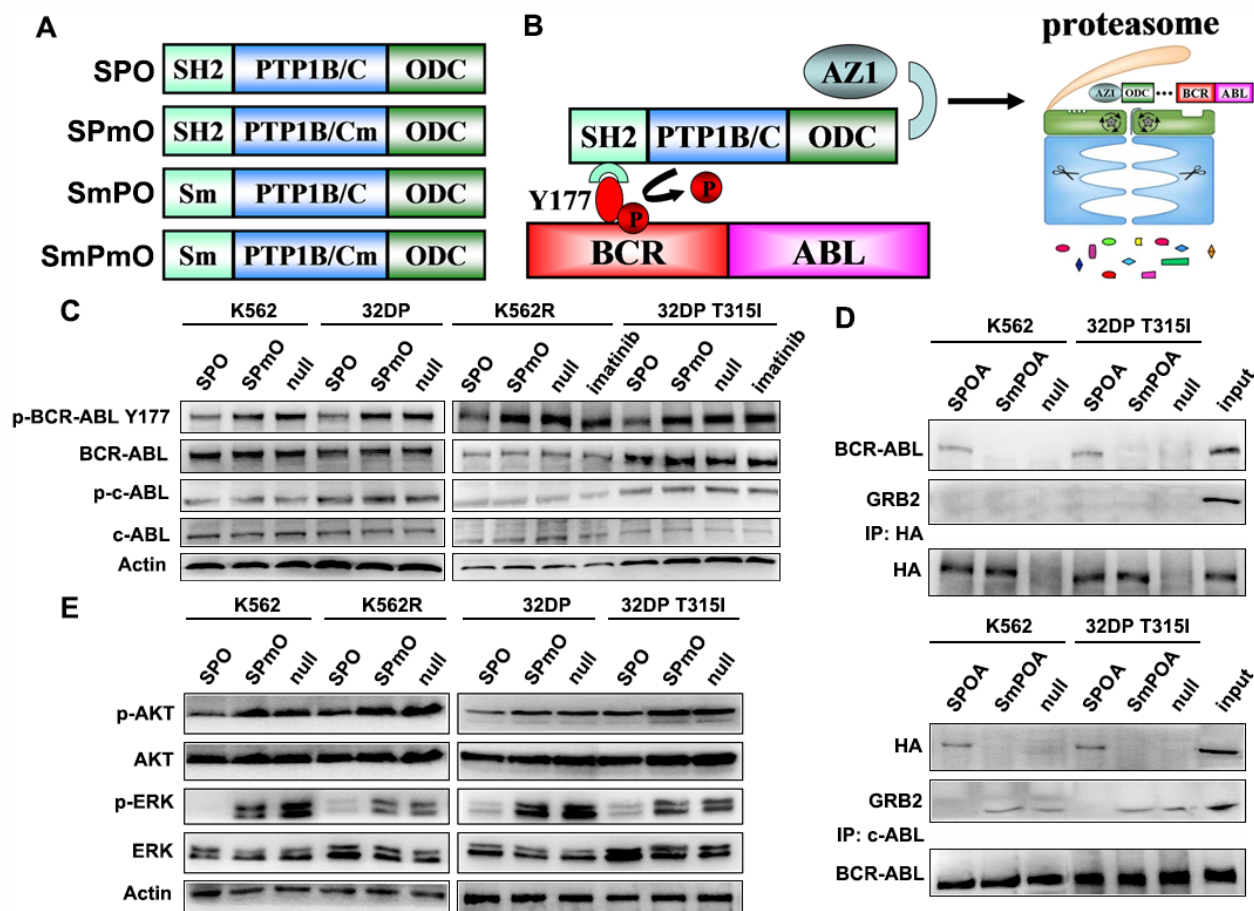 A
SPO SH2 PTP1B/C ODC
SPmO SH2 PTP1B/Cm ODC
SmPO Sm PTP1B/C ODC
SmPmO Sm PTP1B/Cm ODC
B
AZ1
SH2 PTP1B/C ODC
Y177 P P
BCR ABL
proteasome
AZ1 ODC ••• BCR ABL
C
K562 32DP K562R 32DP T315I
SPO SPmO null SPO SPmO null SPO SPmO null imatinib SPO SPmO null imatinib
p-BCR-ABL Y177
BCR-ABL
p-c-ABL
c-ABL
Actin
D
K562 32DP T315I
SPOA SmPOA null SPOA SmPOA null input
BCR-ABL
GRB2
IP: HA
HA
K562 32DP T315I
SPOA SmPOA null SPOA SmPOA null input
HA
GRB2
IP: c-ABL
BCR-ABL
E
K562 K562R 32DP 32DP T315I
SPO SPmO null SPO SPmO null SPO SPmO null SPO SPmO null
p-AKT
AKT
p-ERK
ERK
Actin